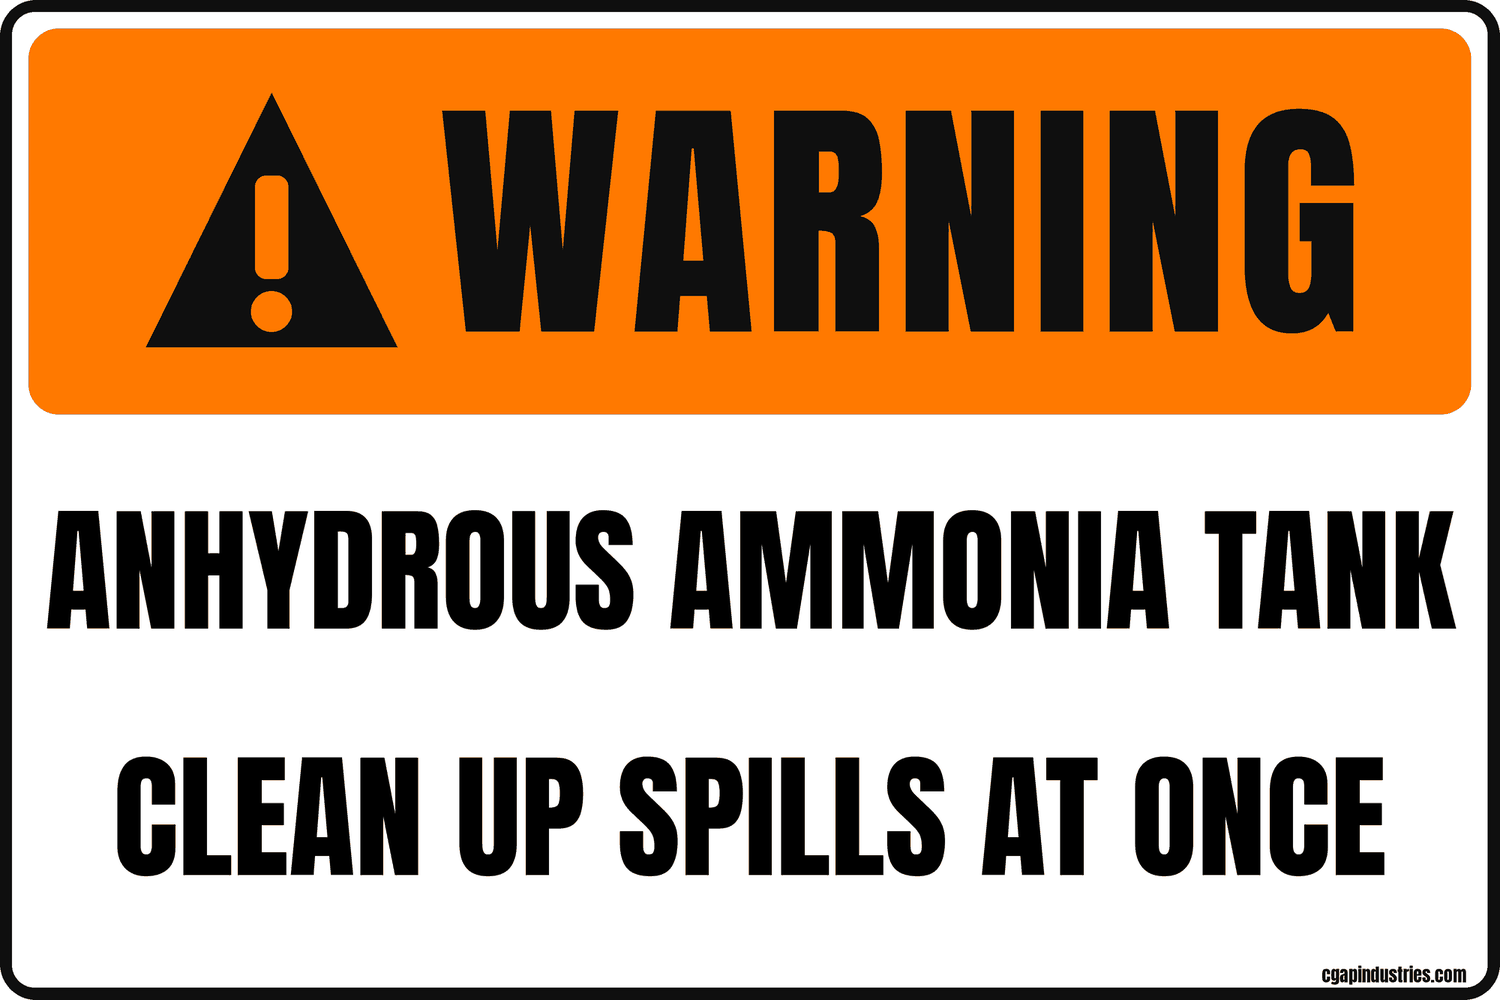 WARNING
ANHYDROUS AMMONIA TANK
CLEAN UP SPILLS AT ONCE
cgapindustries.com